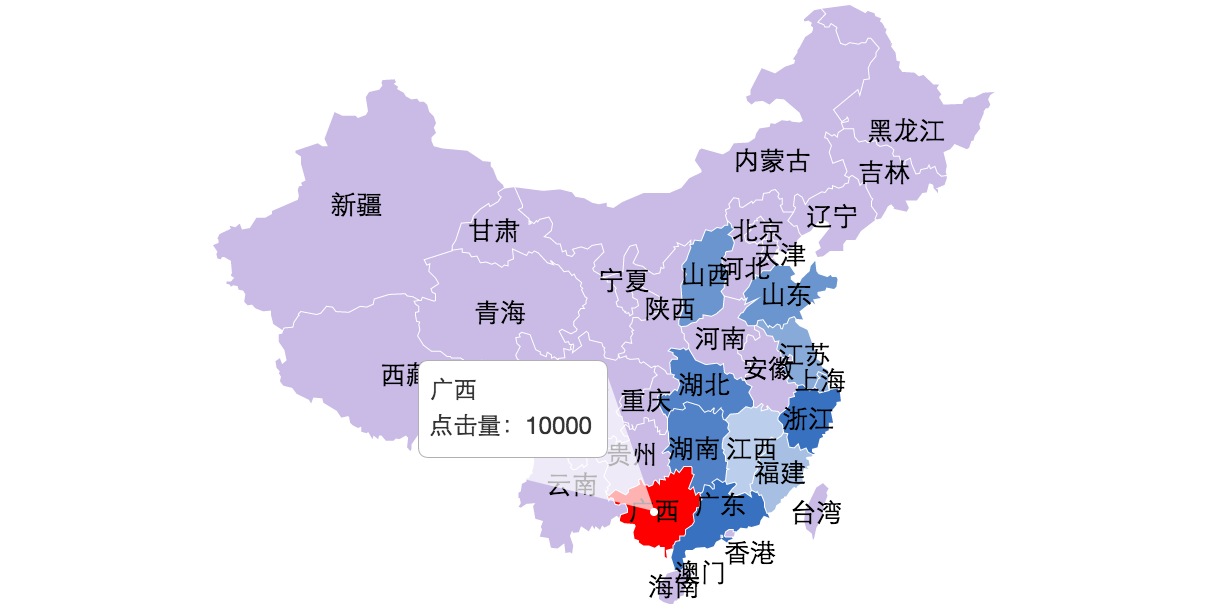 黑龙江
内蒙古
吉林
新疆
辽宁
甘肃
北京
天津
河北
山西
宁夏
山东
陕西
青海
河南
江苏
安徽
上海
西藏
湖北
广西
点击量：10000
重庆
浙江
湖南
江西
贵州
福建
云南
广西
广东
台湾
香港
澳门
海南